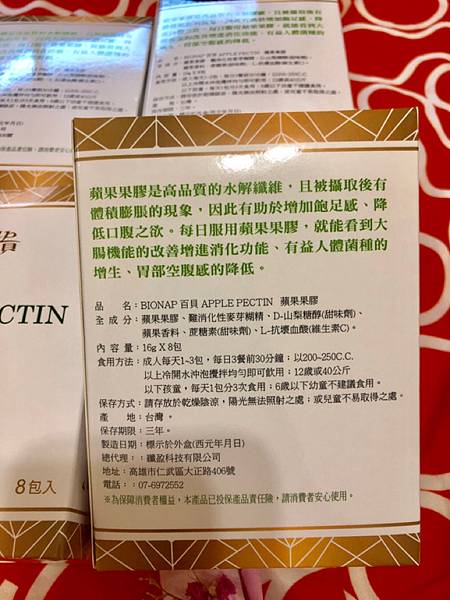 蘋果果膠是高品質的水解纖維,且被攝取後有
體積膨脹的現象,因此有助於增加飽足感、降
低口腹之欲。每日服用蘋果果膠,就能看到大
腸機能的改善增進消化功能、有益人體菌種的
增生、胃部空腹感的降低。
品 名:BIONAP 百貝 APPLE PECTIN 蘋果果膠
全 成 分:蘋果果膠、難消化性麥芽糊精、D-山梨糖醇(甜味劑)、
蘋果香料、蔗糖素(甜味劑)、L-抗壞血酸(維生素C)。
內 容 量:16g X 8包
食用方法:成人每天1-3包,每日3餐前30分鐘;以200-250C.C.
以上冷開水沖泡攪拌均勻即可飲用;12歲或40公斤
以下孩童,每天1包分3次食用;6歲以下幼童不建議食用。
保存方式:請存放於乾燥陰涼,陽光無法照射之處;或兒童不易取得之處。
產 地:台灣。
保存期限:三年。
製造日期:標示於外盒(西元年月日)
總代理::孅盈科技有限公司
地址:高雄市仁武區大正路406號
電話::07-6972552
※為保障消費者權益,本產品已投保產品責任險,請消費者安心使用。
CTIN
8包入